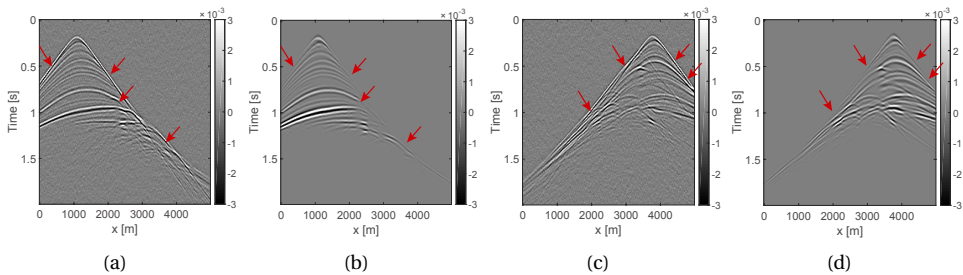 × 10⁻³ × 10⁻³ × 10⁻³ × 10⁻³
0 3 0 3 0 3 0 3
2 2 2 2
0.5 0.5 0.5 0.5
1 1 1 1
Time [s] 1.0 0 Time [s] 1.0 0 Time [s] 1.0 0 Time [s] 1.0 0
-1 -1 -1 -1
1.5 1.5 1.5 1.5
-2 -2 -2 -2
-3 -3 -3 -3
0 1000 2000 3000 4000 0 1000 2000 3000 4000 0 1000 2000 3000 4000 0 1000 2000 3000 4000
x [m] x [m] x [m] x [m]
(a) (b) (c) (d)